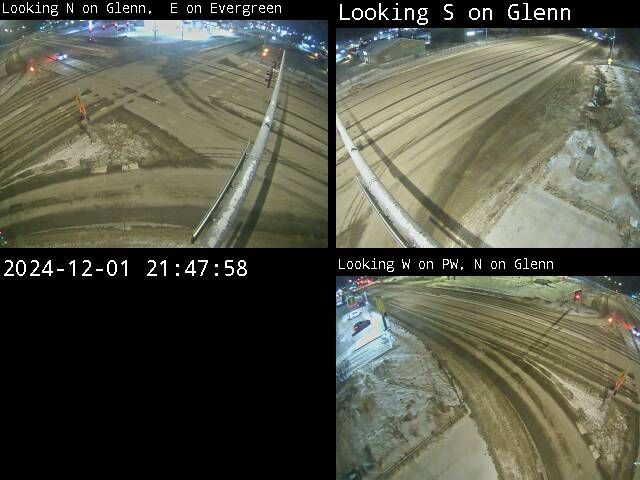 Looking N on Glenn,  E on Evergreen
Looking S on Glenn
2024-12-01 21:47:58
Looking W on PW, N on Glenn